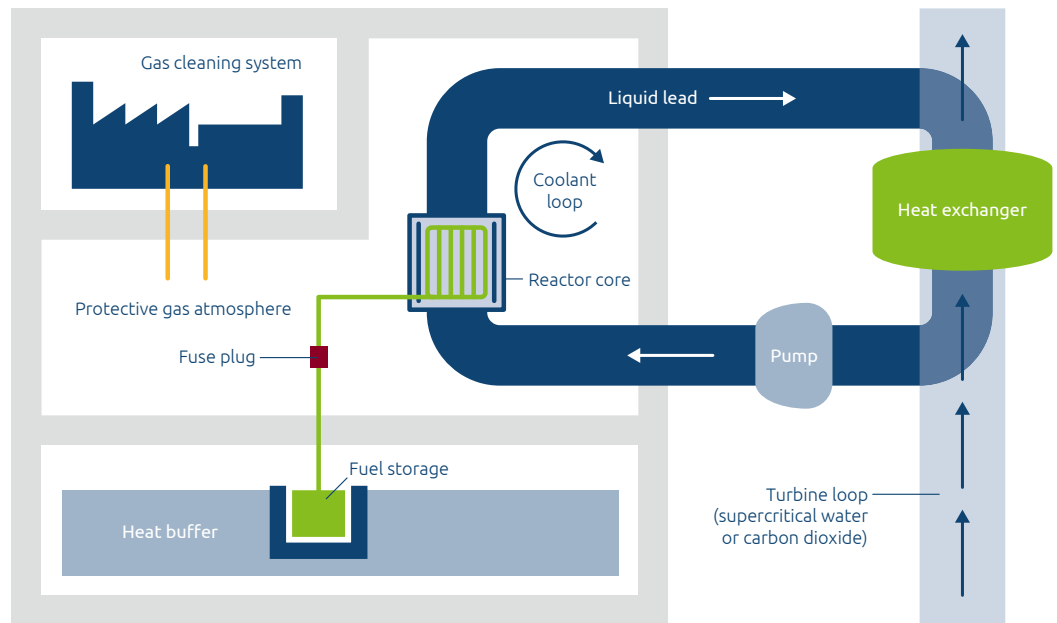 Gas cleaning system
Liquid lead
Coolant
loop
Heat exchanger
Reactor core
Protective gas atmosphere
Fuse plug
Pump
Fuel storage
Heat buffer
Turbine loop
(supercritical water
or carbon dioxide)